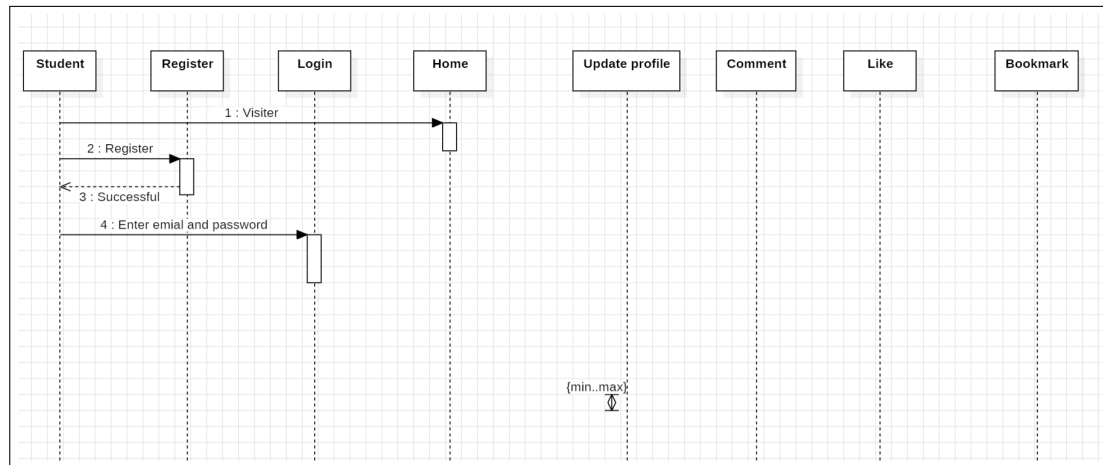 Student
Register
Login
Home
Update profile
Comment
Like
Bookmark
1 : Visiter
2 : Register
3 : Successful
4 : Enter emial and password
{min..max}